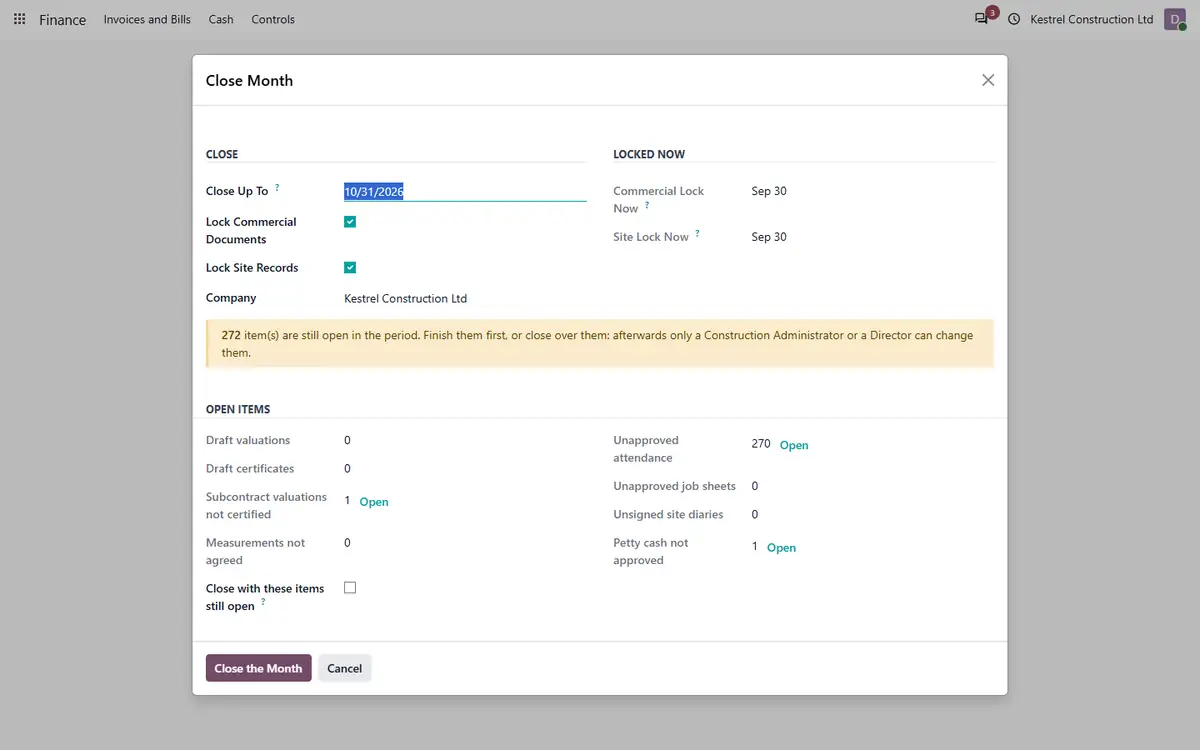 Finance Invoices and Bills Cash Controls 3 Kestrel Construction Ltd D
Close Month
CLOSE
Close Up To ? 10/31/2026
Lock Commercial
Documents
Lock Site Records
Company Kestrel Construction Ltd
LOCKED NOW
Commercial Lock
Now ? Sep 30
Site Lock Now ? Sep 30
272 item(s) are still open in the period. Finish them first, or close over them: afterwards only a Construction Administrator or a Director can change
them.
OPEN ITEMS
Draft valuations 0
Draft certificates 0
Subcontract valuations
not certified 1 Open
Measurements not
agreed 0
Close with these items
still open ?
Unapproved
attendance 270 Open
Unapproved job sheets 0
Unsigned site diaries 0
Petty cash not
approved 1 Open
Close the Month Cancel